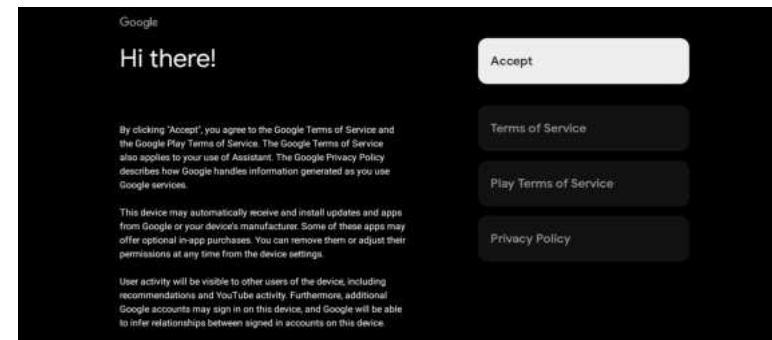 Google
Hi there!
By clicking "Accept", you agree to the Google Terms of Service and
the Google Play Terms of Service. The Google Terms of Service
also applies to your use of Assistant. The Google Privacy Policy
describes how Google handles information generated as you use
Google services.
This device may automatically receive and install updates and apps
from Google or your device's manufacturer. Some of these apps may
offer optional in-app purchases. You can remove them or adjust their
permissions at any time from the device settings.
User activity will be visible to other users of the device, including
recommendations and YouTube activity. Furthermore, additional
Google accounts may sign in on this device, and Google will be able
to infer relationships between signed in accounts on this device
Accept
Terms of Service
Play Terms of Service
Privacy Policy